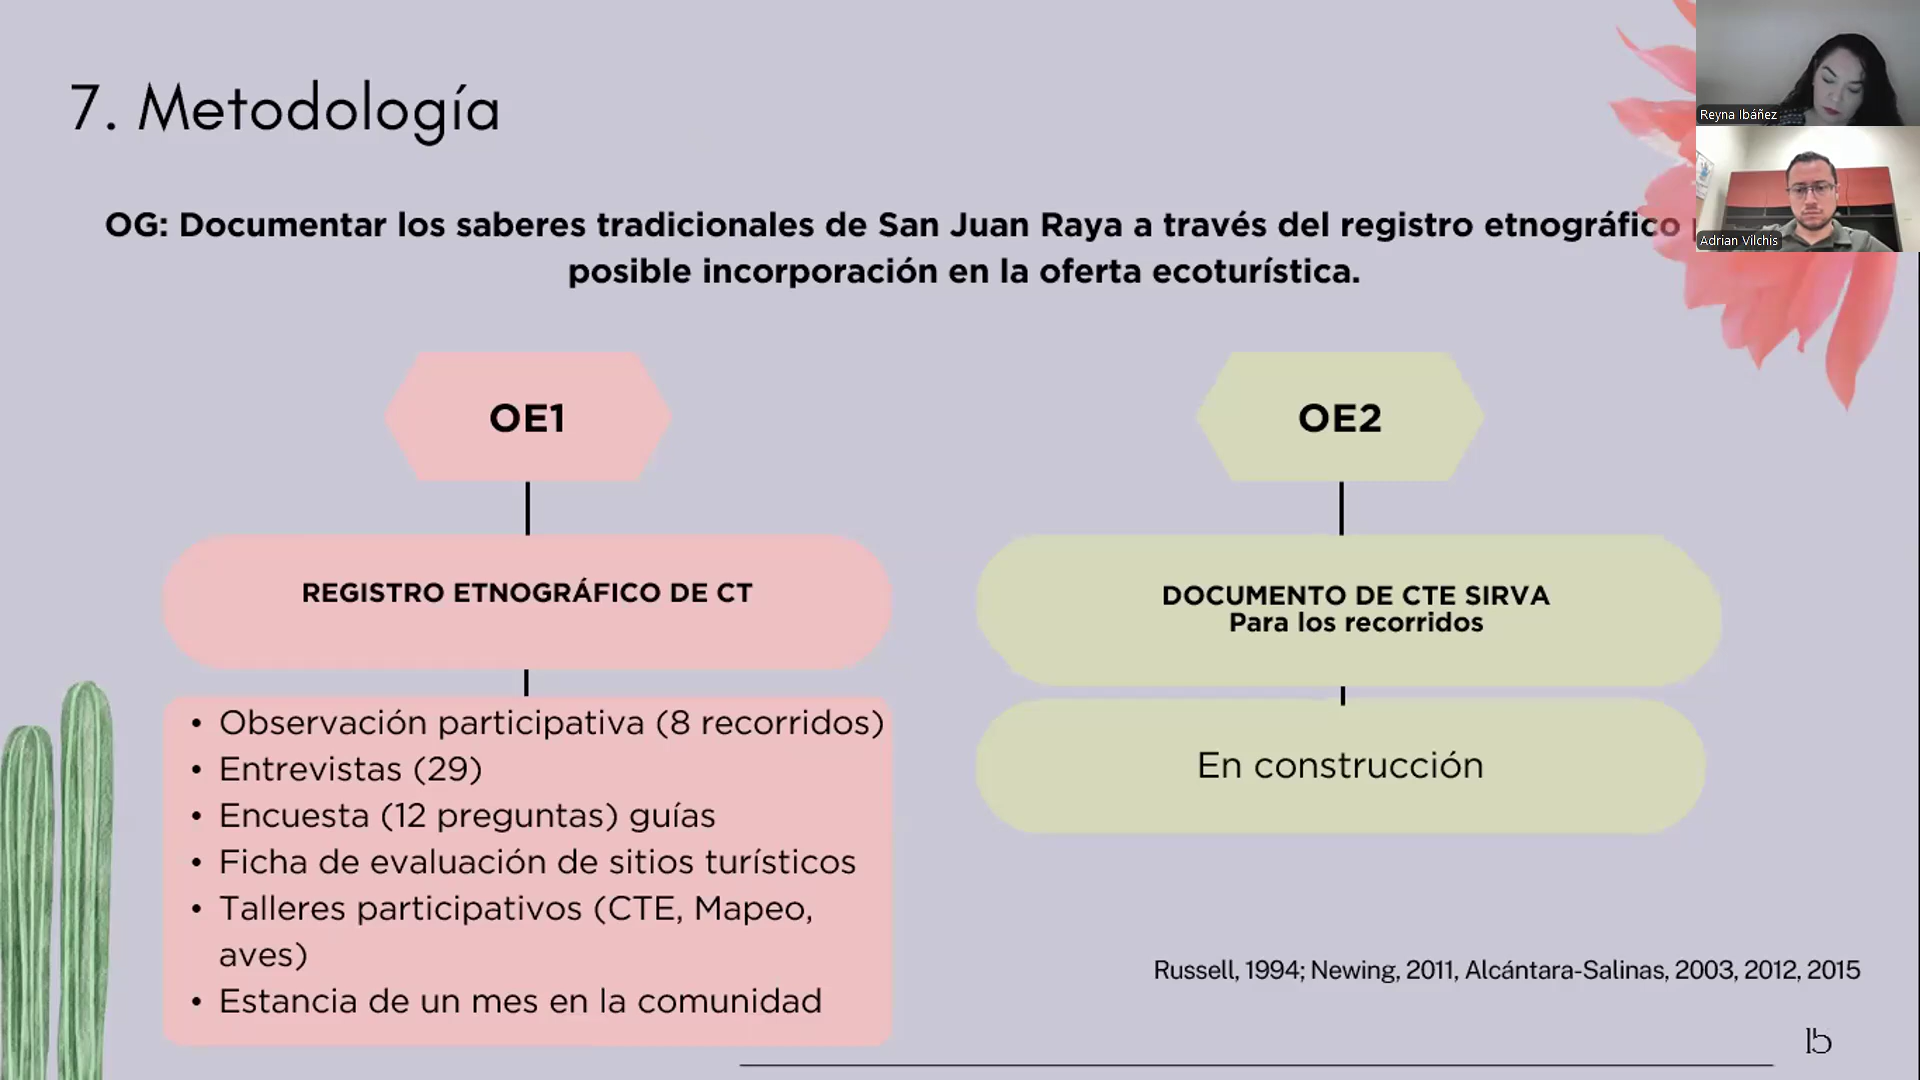 7. Metodología
OG: Documentar los saberes tradicionales de San Juan Raya a través del registro etnográfico
posible incorporación en la oferta ecoturística.
OE1
REGISTRO ETNOGRÁFICO DE CT
• Observación participativa (8 recorridos)
• Entrevistas (29)
• Encuesta (12 preguntas) guías
• Ficha de evaluación de sitios turísticos
• Talleres participativos (CTE, Mapeo,
aves)
• Estancia de un mes en la comunidad
OE2
DOCUMENTO DE CTE SIRVA
Para los recorridos
En construcción
Russell, 1994; Newing, 2011, Alcántara-Salinas, 2003, 2012, 2015
15
Reyna Ibáñez
Adrian Vilchis